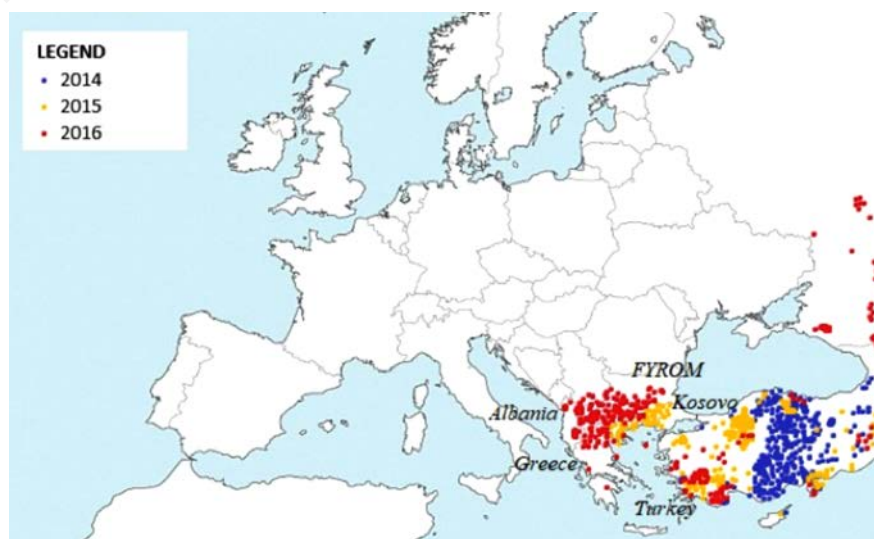 LEGEND
2014
2015
2016
FYROM
Kosovo
Albania
Greece
Turkey